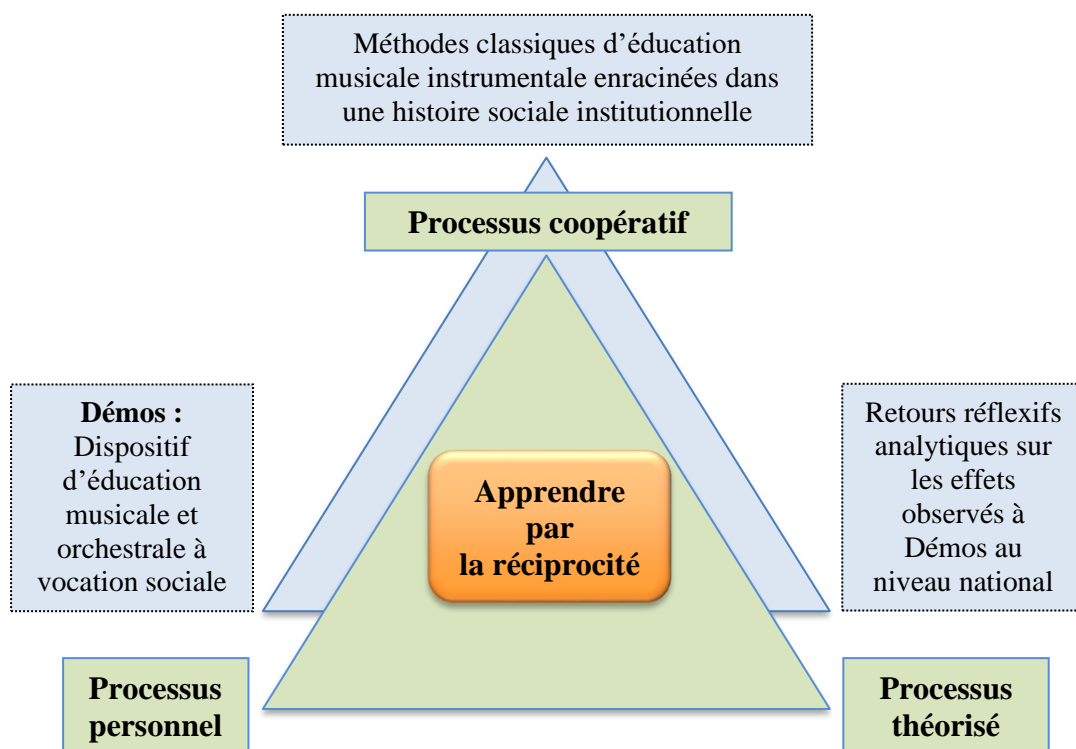 Méthodes classiques d’éducation
musicale instrumentale enracinées dans
une histoire sociale institutionnelle
Processus coopératif
Démos :
Dispositif
d’éducation
musicale et
orchestrale à
vocation sociale
Apprendre
par
la réciprocité
Retours réflexifs
analytiques sur
les effets
observés à
Démos au
niveau national
Processus
personnel
Processus
théorisé